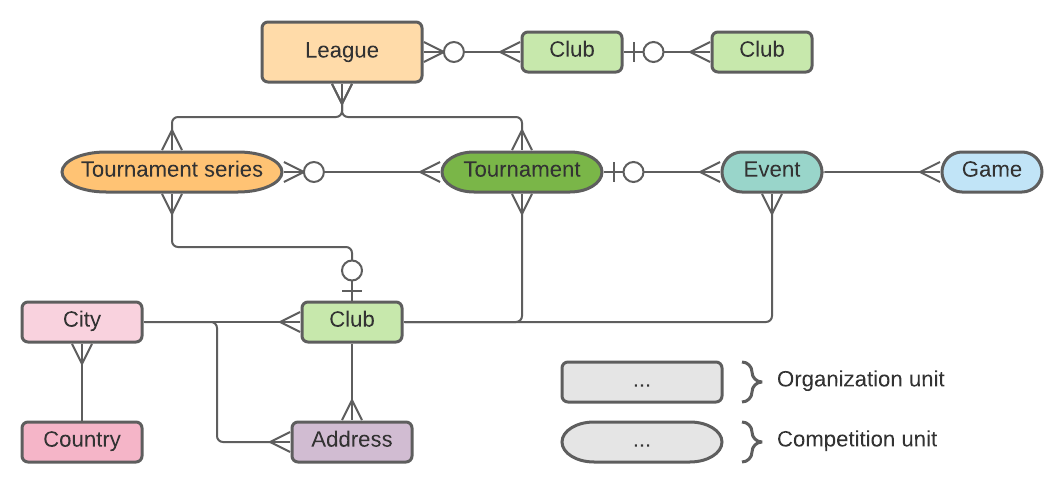 League
Club
Club
Tournament series
Tournament
Event
Game
City
Club
...
Organization unit
Country
Address
...
Competition unit